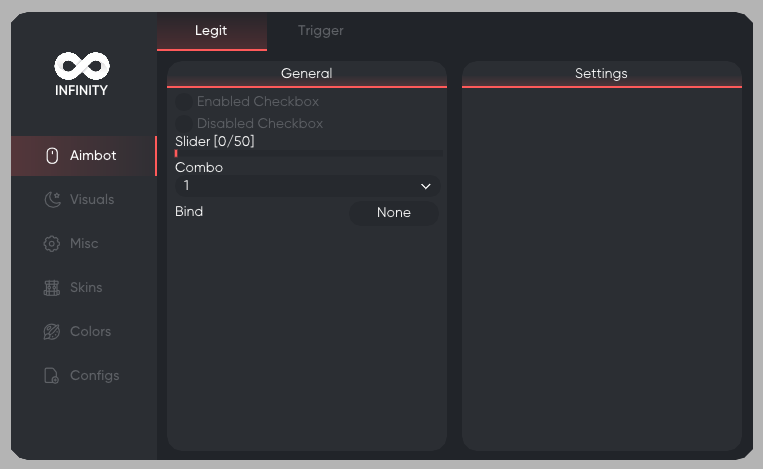 INFINITY
Aimbot
Visuals
Misc
Skins
Colors
Configs
Legit
Trigger
General
Enabled Checkbox
Disabled Checkbox
Slider [0/50]
Combo
1
Bind
None
Settings